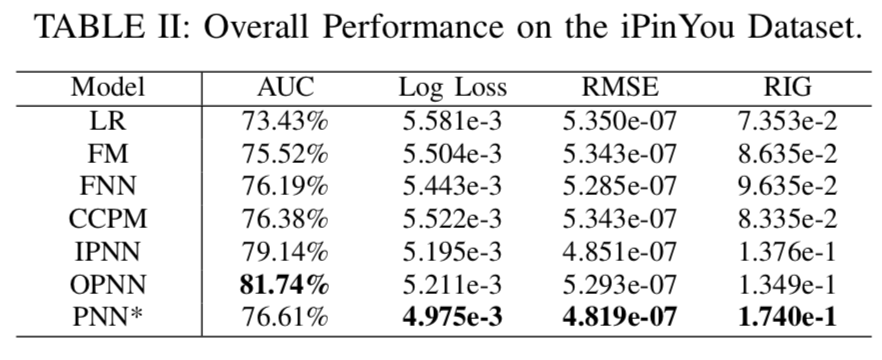 TABLE II: Overall Performance on the iPinYou Dataset.
Model AUC Log Loss RMSE RIG
LR 73.43% 5.581e-3 5.350e-07 7.353e-2
FM 75.52% 5.504e-3 5.343e-07 8.635e-2
FNN 76.19% 5.443e-3 5.285e-07 9.635e-2
CCPM 76.38% 5.522e-3 5.343e-07 8.335e-2
IPNN 79.14% 5.195e-3 4.851e-07 1.376e-1
OPNN 81.74% 5.211e-3 5.293e-07 1.349e-1
PNN* 76.61% 4.975e-3 4.819e-07 1.740e-1